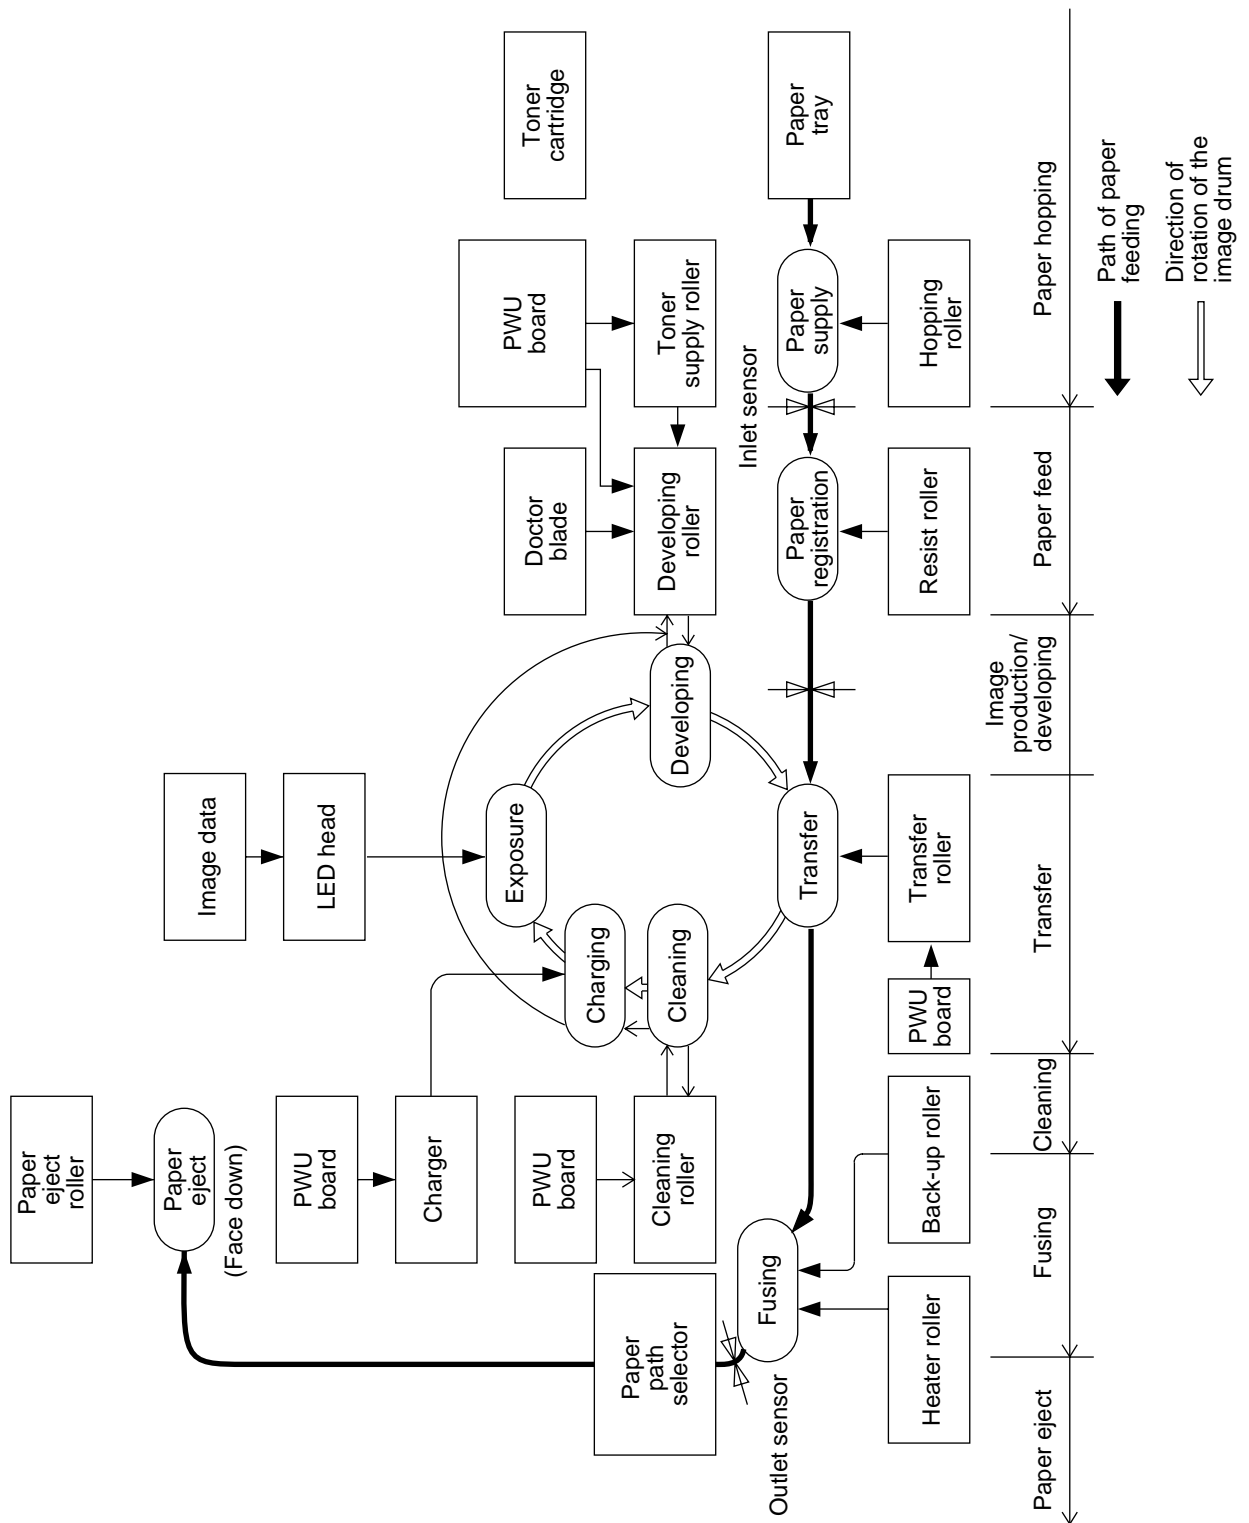 Paper
eject
roller
Paper
eject
(Face down)
Image data
LED head
PWU
board
Charger
PWU
board
Cleaning
roller
Charging
Cleaning
Exposure
Developing
Transfer
PWU
board
Doctor
blade
Developing
roller
Toner
supply roller
Toner
cartridge
Paper
path
selector
Outlet sensor
Fusing
Inlet sensor
Paper
registration
Paper
supply
Paper
tray
Heater roller
Back-up roller
PWU
board
Transfer
roller
Resist roller
Hopping
roller
Paper eject
Fusing
Cleaning
Transfer
Image
production/
developing
Paper feed
Paper hopping
Path of paper
feeding
Direction of
rotation of the
image drum